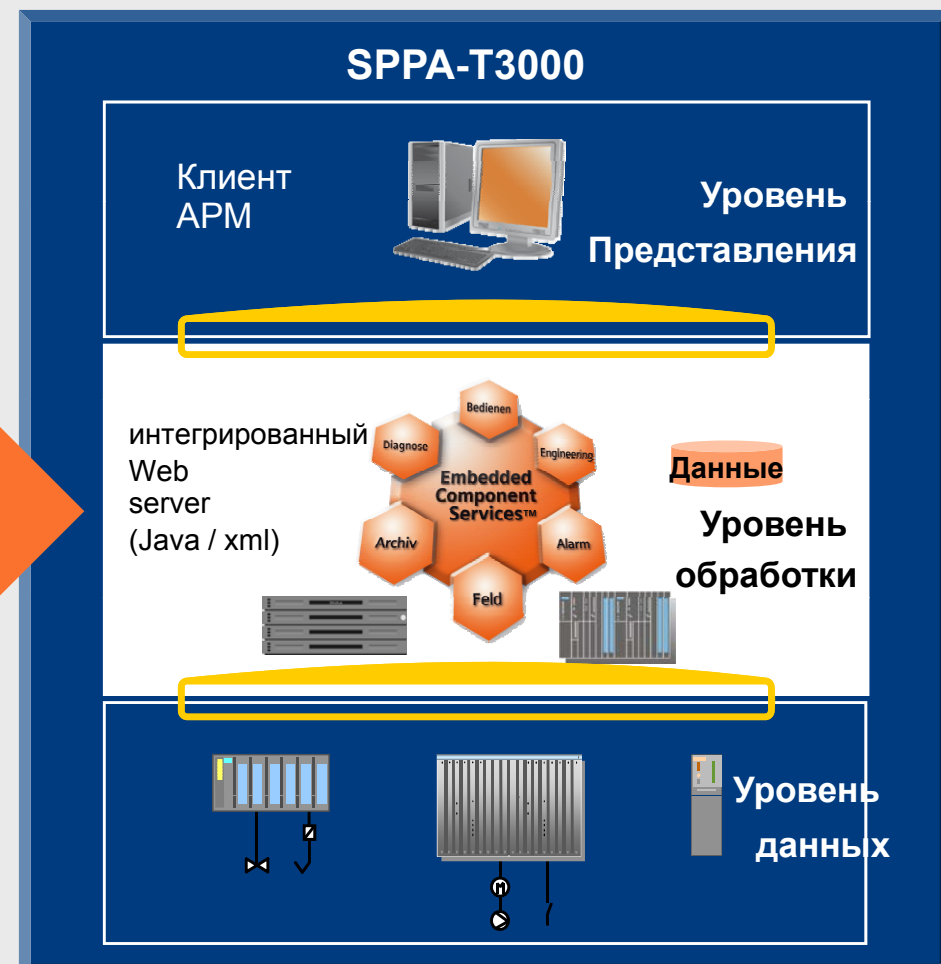 SPPA-T3000
Клиент
АРМ
Уровень
Представления
интегрированный
Web
server
(Java / xml)
Bedienen
Diagnose
Engineering
Embedded
Component
Services™
Archiv
Alarm
Feld
Данные
Уровень
обработки
Уровень
данных
M